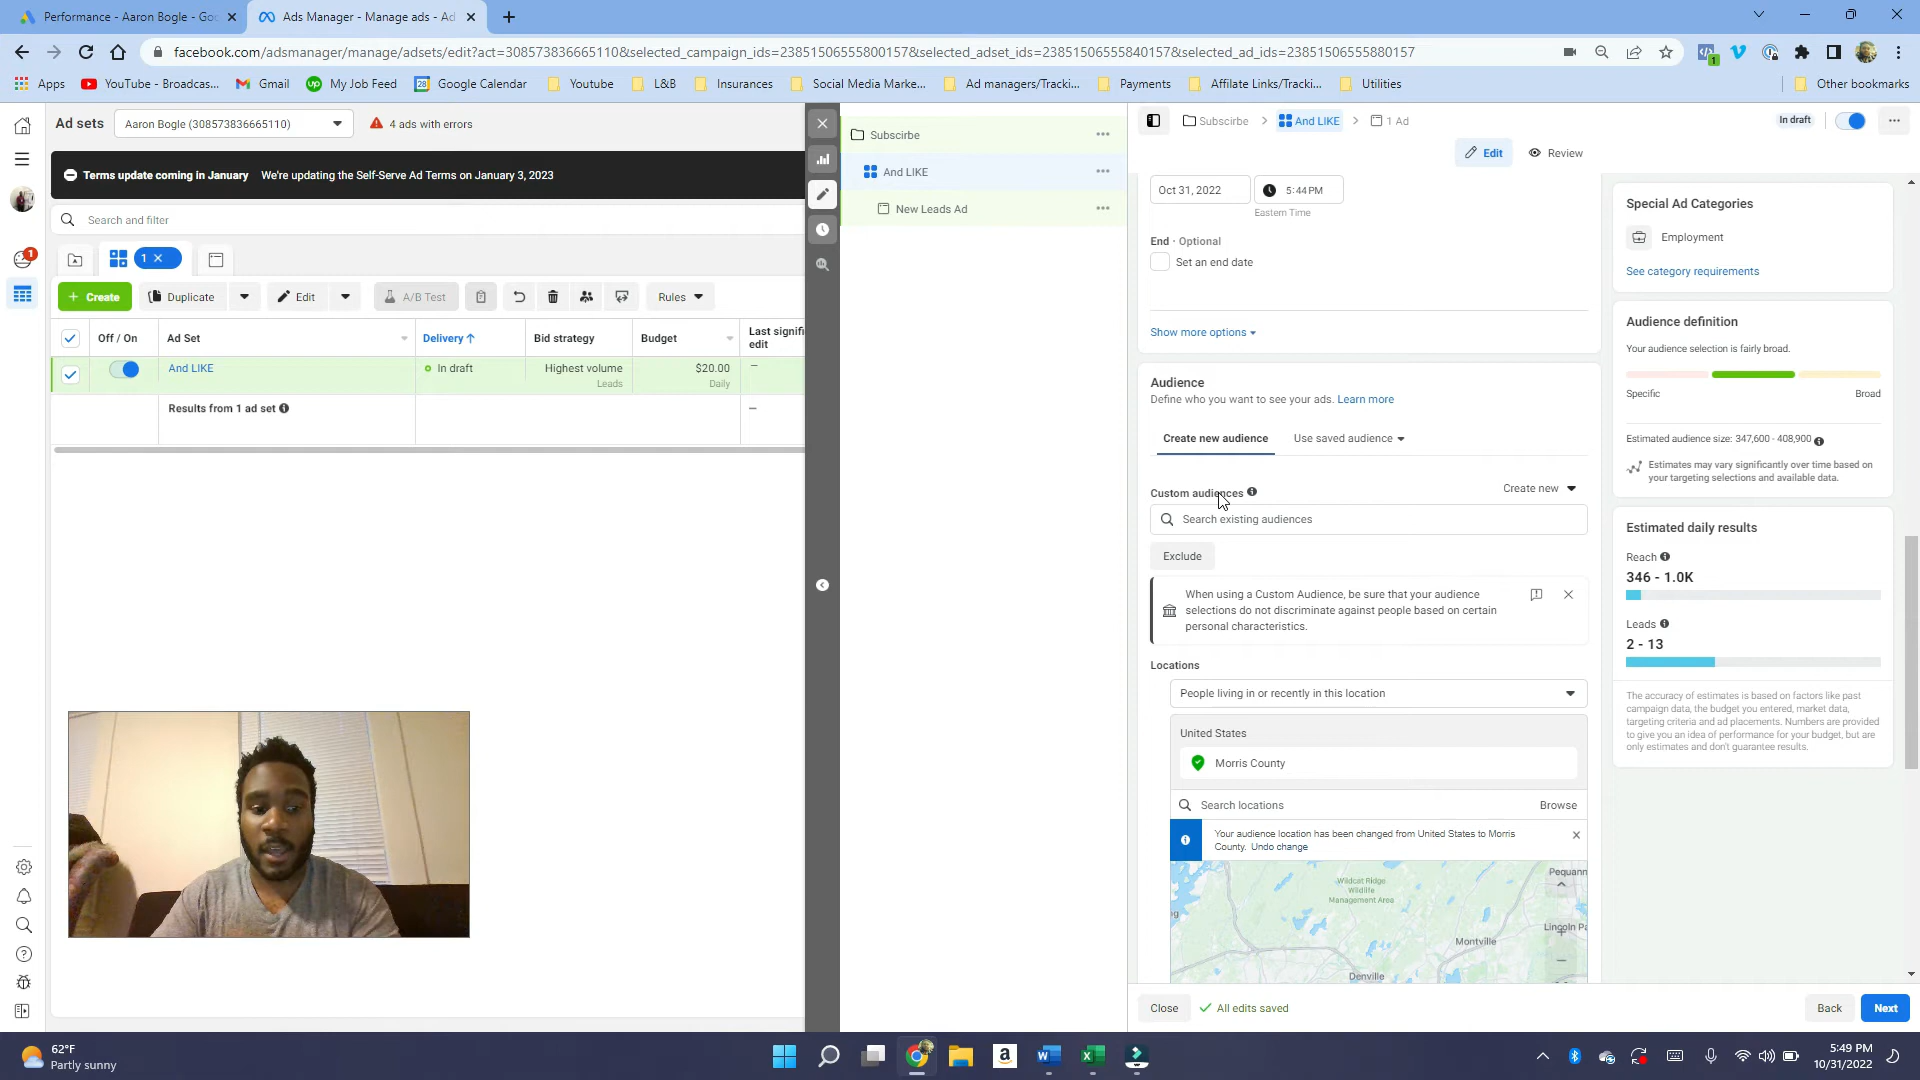 Performance - Aaron Bogle - Goo
Ads Manager - Manage ads - Ad
facebook.com/adsmanager/manage/adsets/edit?act=308573836665110&selected_campaign_ids=23851506555800157&selected_adset_ids=23851506555840157&selected_ad_ids=23851506555880157
1
Apps
YouTube - Broadcas...
Gmail
My Job Feed
28
Google Calendar
Youtube
L&B
Insurances
Social Media Marke...
Ad managers/Tracki...
Payments
Affilate Links/Tracki...
Utilities
Other bookmarks
Ad sets
Aaron Bogle (308573836665110)
4 ads with errors
Terms update coming in January We're updating the Self-Serve Ad Terms on January 3, 2023
Search and filter
1
1
Create
Duplicate
Edit
A/B Test
Rules
Off / On
Ad Set
Delivery
Bid strategy
Budget
Last signifi
edit
And LIKE
In draft
Highest volume
Leads
$20.00
Daily
—
Results from 1 ad set
—
Subscirbe
And LIKE
New Leads Ad
Subscirbe
And LIKE
1 Ad
In draft
Edit
Review
Oct 31, 2022
5:44 PM
Eastern Time
End · Optional
Set an end date
Show more options
Audience
Define who you want to see your ads. Learn more
Create new audience
Use saved audience
Custom audiences
Create new
Search existing audiences
Exclude
When using a Custom Audience, be sure that your audience
selections do not discriminate against people based on certain
personal characteristics.
Locations
People living in or recently in this location
United States
Morris County
Search locations
Browse
Your audience location has been changed from United States to Morris
County. Undo change
Pequann
Wildcat Ridge
Wildlife
Management Area
Lincoln Pa
Montville
Denville
Close
All edits saved
Back
Next
Special Ad Categories
Employment
See category requirements
Audience definition
Your audience selection is fairly broad.
Specific
Broad
Estimated audience size: 347,600 - 408,900
Estimates may vary significantly over time based on
your targeting selections and available data.
Estimated daily results
Reach
346 - 1.0K
Leads
2 - 13
The accuracy of estimates is based on factors like past
campaign data, the budget you entered, market data,
targeting criteria and ad placements. Numbers are provided
to give you an idea of performance for your budget, but are
only estimates and don't guarantee results.
62°F
Partly sunny
5:49 PM
10/31/2022